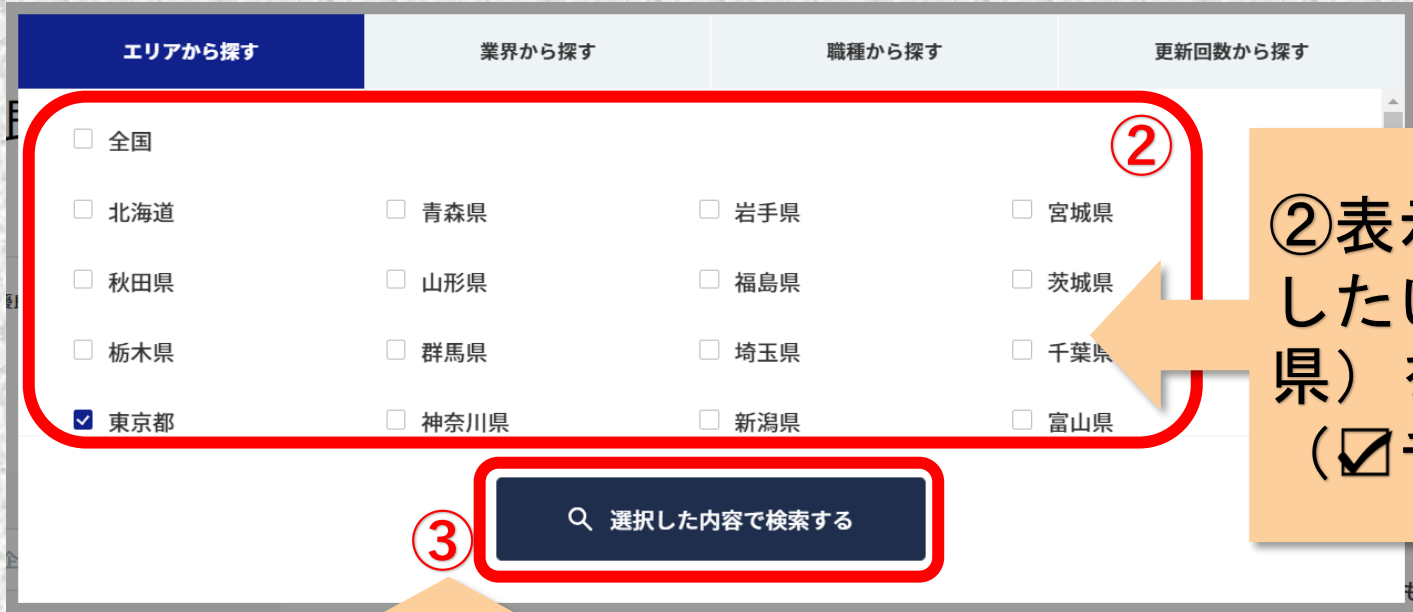 エリアから探す 業界から探す 職種から探す 更新回数から探す
全国
②
北海道 青森県 岩手県 宮城県
秋田県 山形県 福島県 茨城県
栃木県 群馬県 埼玉県 千葉県
東京都 神奈川県 新潟県 富山県
選択した内容で検索する
③
②表
したい
県)
(☑